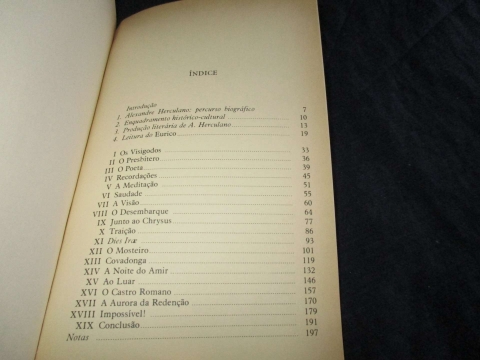 ÍNDICE
Introdução
1. Alexandre Herculano: percurso biográfico 7
2. Enquadramento histórico-cultural 10
3. Produção literária de A. Herculano 13
4. Leitura de Eurico 19
I Os Visigodos 33
II O Presbítero 36
III O Poeta 39
IV Recordações 45
V A Meditação 51
VI Saudade 55
VII A Visão 60
VIII O Desembarque 64
IX Junto ao Chrysus 77
X Traição 86
XI Dies Iræ 93
XII O Mosteiro 101
XIII Covadonga 119
XIV A Noite do Amir 132
XV Ao Luar 146
XVI O Castro Romano 157
XVII A Aurora da Redenção 170
XVIII Impossível! 179
XIX Conclusão 191
Notas 197